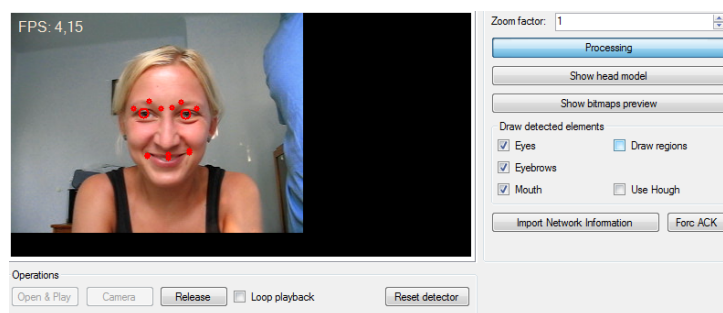 FPS: 4,15
Zoom factor: 1
Processing
Show head model
Show bitmaps preview
Draw detected elements
Eyes
Draw regions
Eyebrows
Mouth
Use Hough
Import Network Information
Forc ACK
Operations
Open & Play
Camera
Release
Loop playback
Reset detector